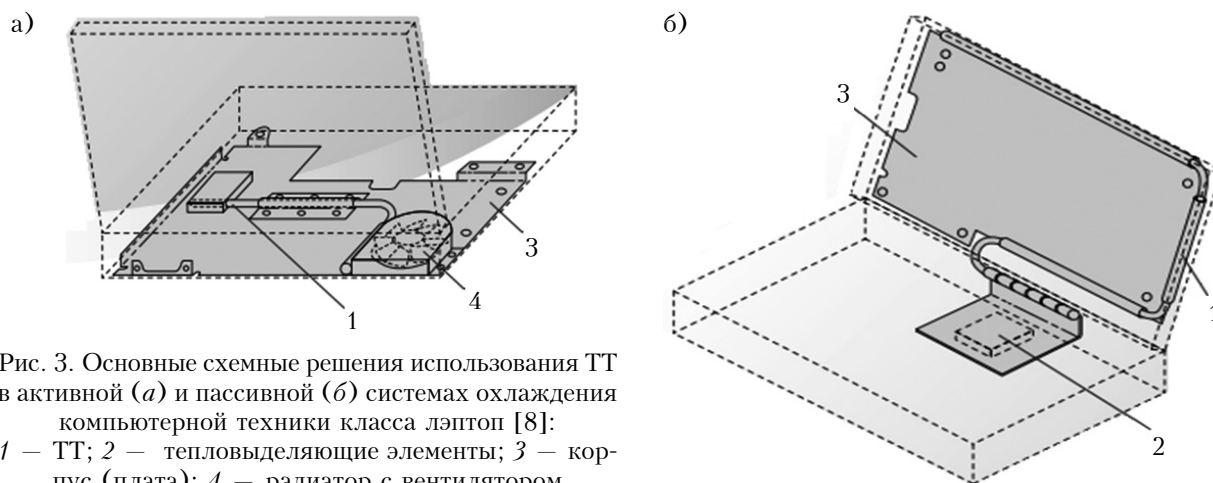 а)
б)
3
3
4
1
1
2
Рис. 3. Основные схемные решения использования ТТ
в активной (а) и пассивной (б) системах охлаждения
компьютерной техники класса лэптоп [8]:
1 — ТТ; 2 — тепловыделяющие элементы; 3 — кор-
пус (плата); 4 — радиатор с вентилятором